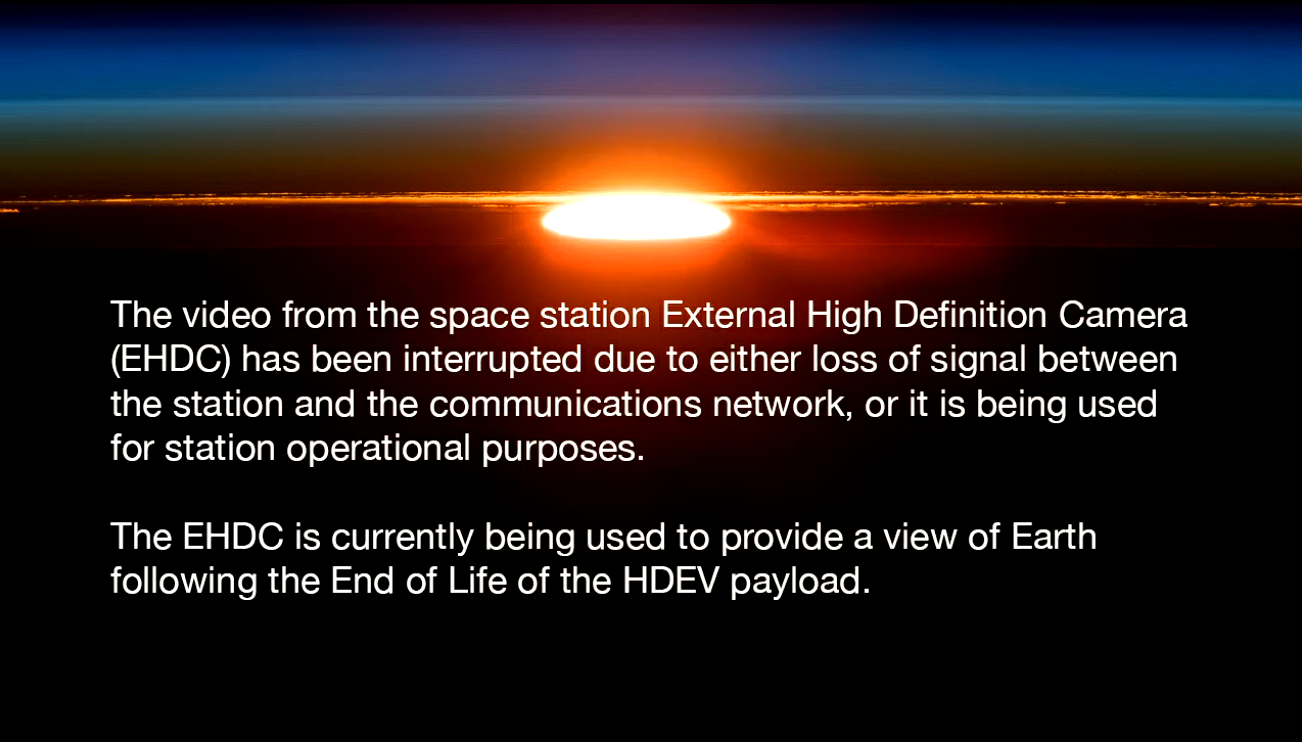 The video from the space station External High Definition Camera
(EHDC) has been interrupted due to either loss of signal between
the station and the communications network, or it is being used
for station operational purposes.
The EHDC is currently being used to provide a view of Earth
following the End of Life of the HDEV payload.